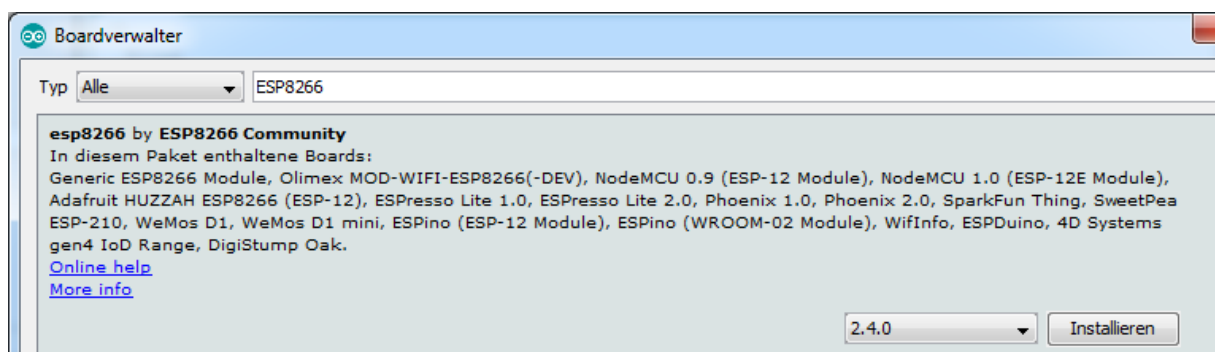 Boardverwalter
Typ Alle ESP8266
esp8266 by ESP8266 Community
In diesem Paket enthaltene Boards:
Generic ESP8266 Module, Olimex MOD-WIFI-ESP8266(-DEV), NodeMCU 0.9 (ESP-12 Module), NodeMCU 1.0 (ESP-12E Module),
Adafruit HUZZAH ESP8266 (ESP-12), ESPresso Lite 1.0, ESPresso Lite 2.0, Phoenix 1.0, Phoenix 2.0, SparkFun Thing, SweetPea
ESP-210, WeMos D1, WeMos D1 mini, ESPino (ESP-12 Module), ESPino (WROOM-02 Module), WifInfo, ESPDuino, 4D Systems
gen4 IoD Range, DigiStump Oak.
Online help
More info
2.4.0 Installieren